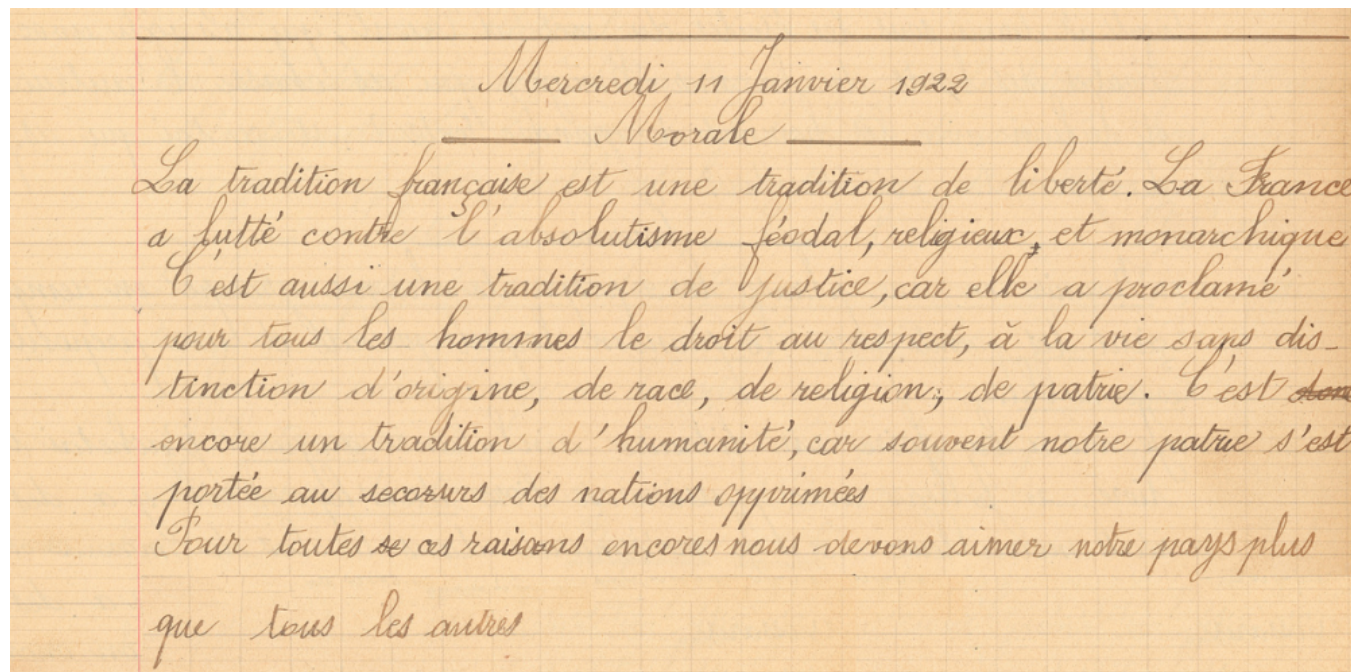 Mercredi 11 Janvier 1922
Morale
La tradition française est une tradition de liberté. La France
a lutté contre l'absolutisme féodal, religieux, et monarchique
C'est aussi une tradition de justice, car elle a proclamé
pour tous les hommes le droit au respect, à la vie sans dis-
tinction d'origine, de race, de religion, de patrie. C'est donc
encore un tradition d'humanité, car souvent notre patrie s'est
portée au secours des nations opprimées
Pour toutes se ces raisons encores nous devons aimer notre pays plus
que tous les autres